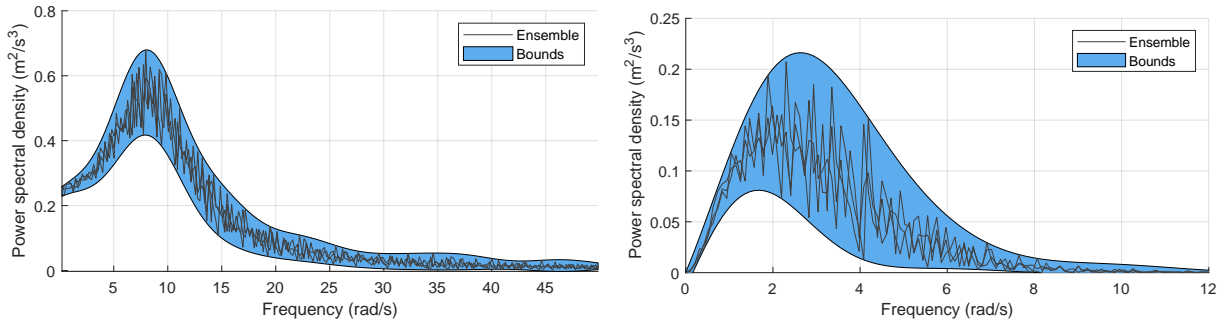 0.8
0.6
0.4
0.2
0
Power spectral density (m²/s³)
5 10 15 20 25 30 35 40 45
Frequency (rad/s)
Ensemble
Bounds
0.25
0.2
0.15
0.1
0.05
0
Power spectral density (m²/s³)
0 2 4 6 8 10 12
Frequency (rad/s)
Ensemble
Bounds